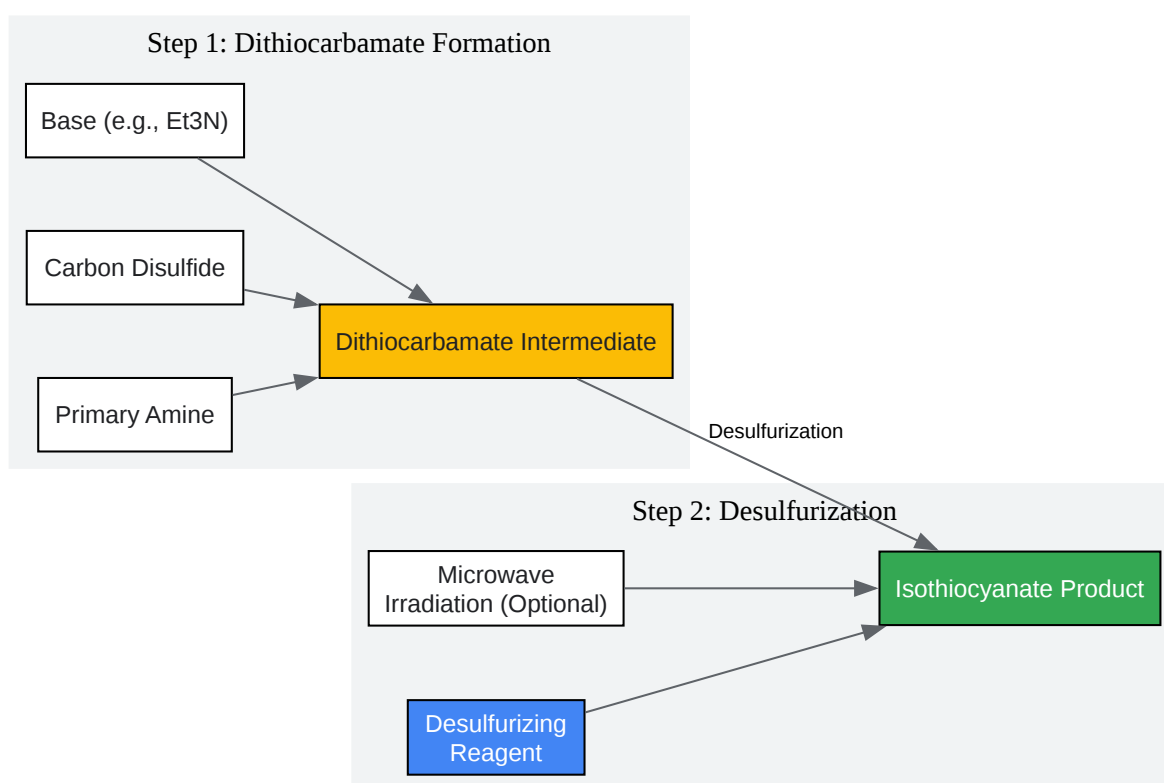 Step 1: Dithiocarbamate Formation
Base (e.g., Et3N)
Carbon Disulfide
Dithiocarbamate Intermediate
Primary Amine
Desulfurization
Step 2: Desulfurization
Microwave
Irradiation (Optional)
Isothiocyanate Product
Desulfurizing
Reagent